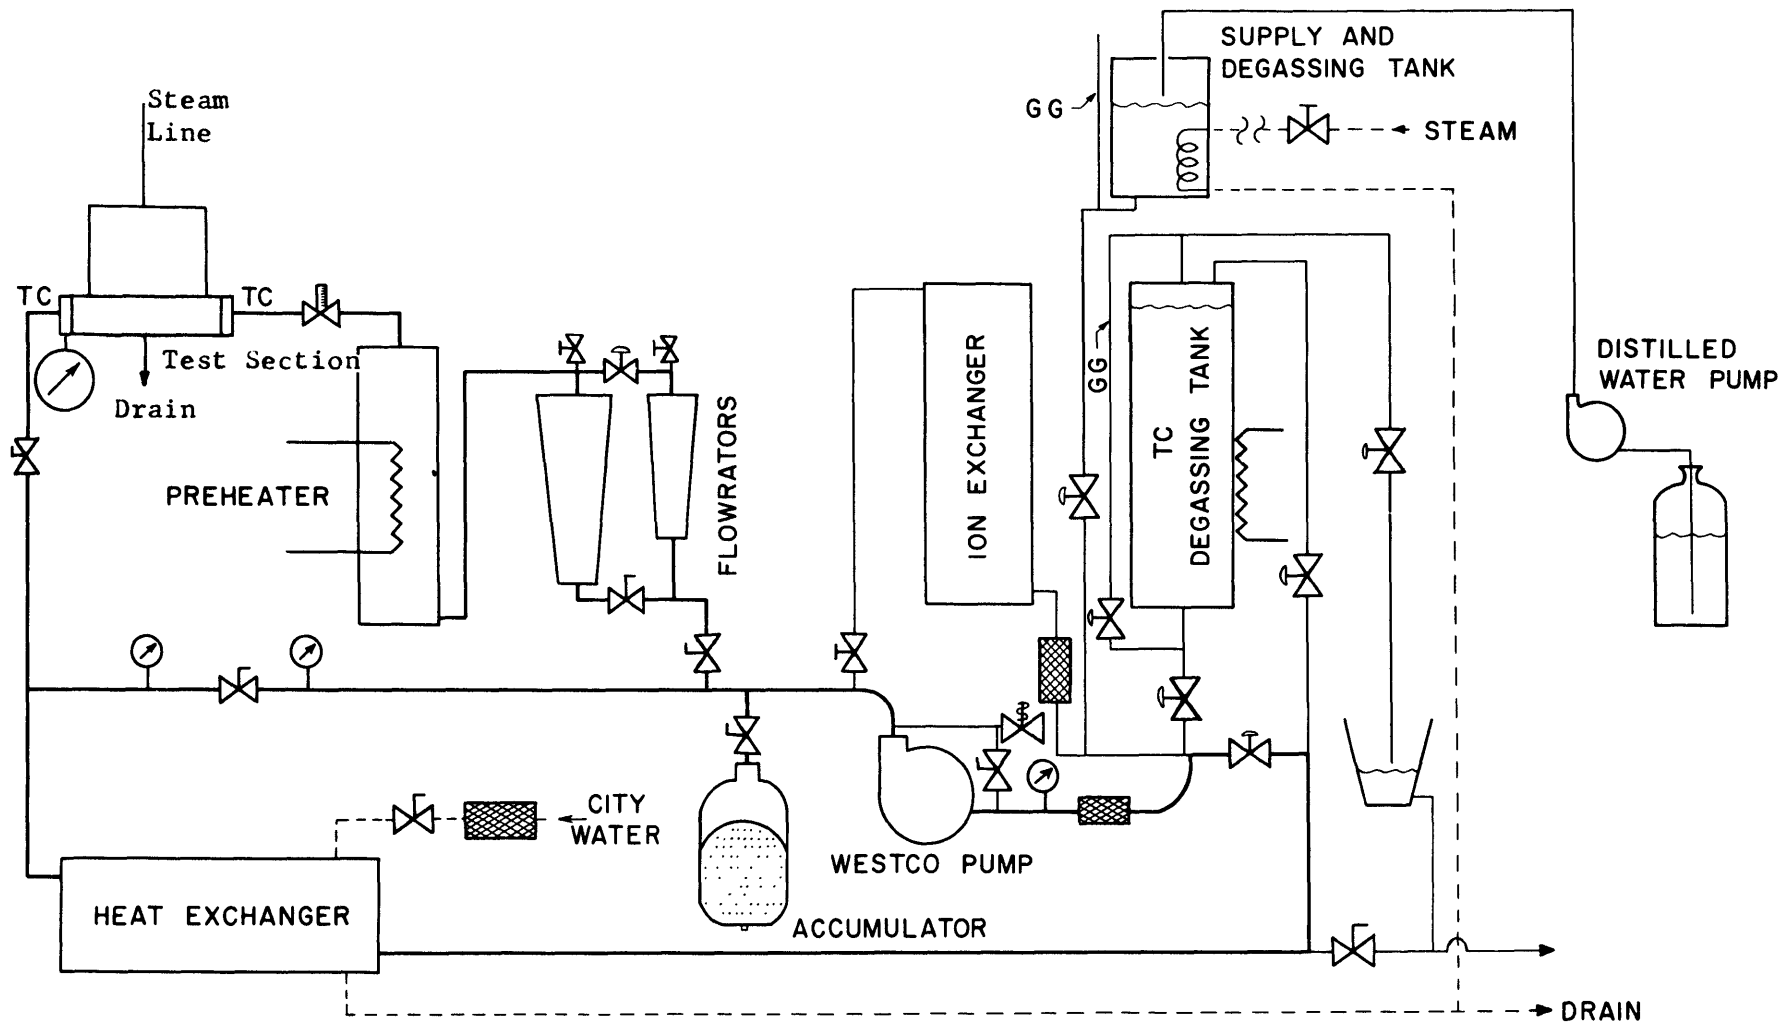 SUPPLY AND
DEGASSING TANK
GG
STEAM
Steam
Line
TC
TC
Test Section
Drain
PREHEATER
FLOWRATORS
ION EXCHANGER
GG
TC
DEGASSING TANK
DISTILLED
WATER PUMP
CITY
WATER
WESTCO PUMP
HEAT EXCHANGER
ACCUMULATOR
DRAIN